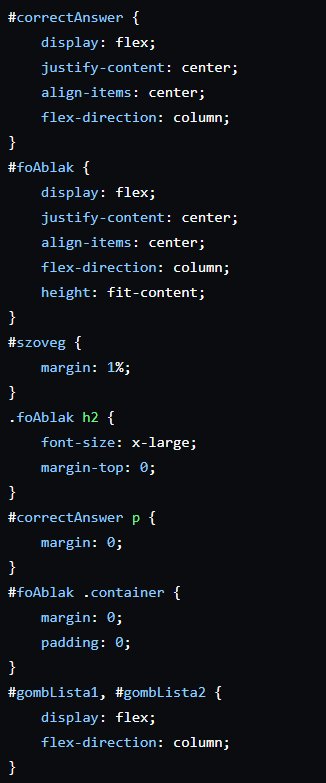 #correctAnswer {
    display: flex;
    justify-content: center;
    align-items: center;
    flex-direction: column;
}
#foAblak {
    display: flex;
    justify-content: center;
    align-items: center;
    flex-direction: column;
    height: fit-content;
}
#szoveg {
    margin: 1%;
}
.foAblak h2 {
    font-size: x-large;
    margin-top: 0;
}
#correctAnswer p {
    margin: 0;
}
#foAblak .container {
    margin: 0;
    padding: 0;
}
#gombLista1, #gombLista2 {
    display: flex;
    flex-direction: column;
}